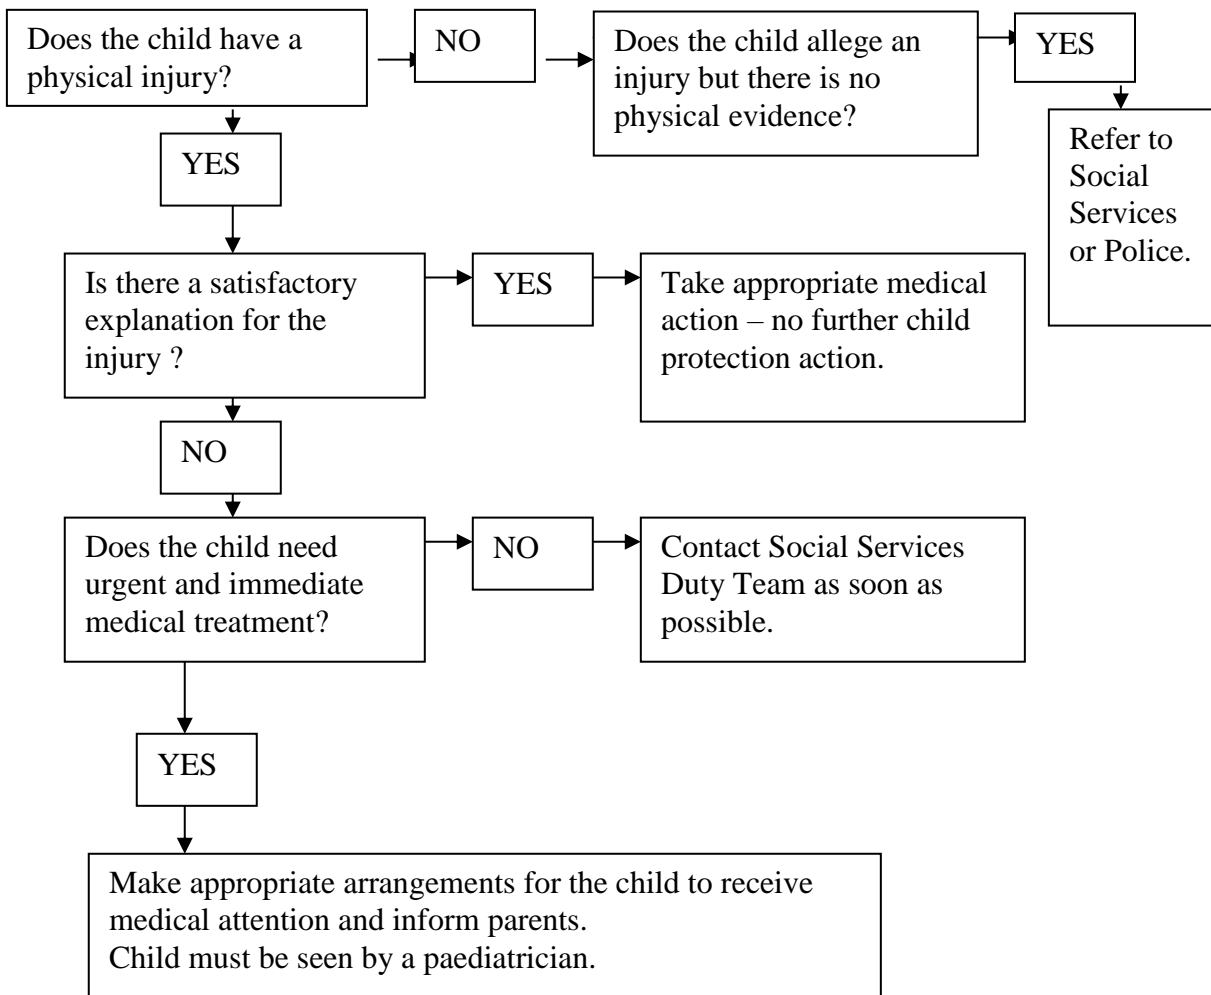 Does the child have a
physical injury?
NO
Does the child allege an
injury but there is no
physical evidence?
YES
Refer to
Social
Services
or Police.
YES
Is there a satisfactory
explanation for the
injury ?
YES
Take appropriate medical
action – no further child
protection action.
NO
Does the child need
urgent and immediate
medical treatment?
NO
Contact Social Services
Duty Team as soon as
possible.
YES
Make appropriate arrangements for the child to receive
medical attention and inform parents.
Child must be seen by a paediatrician.